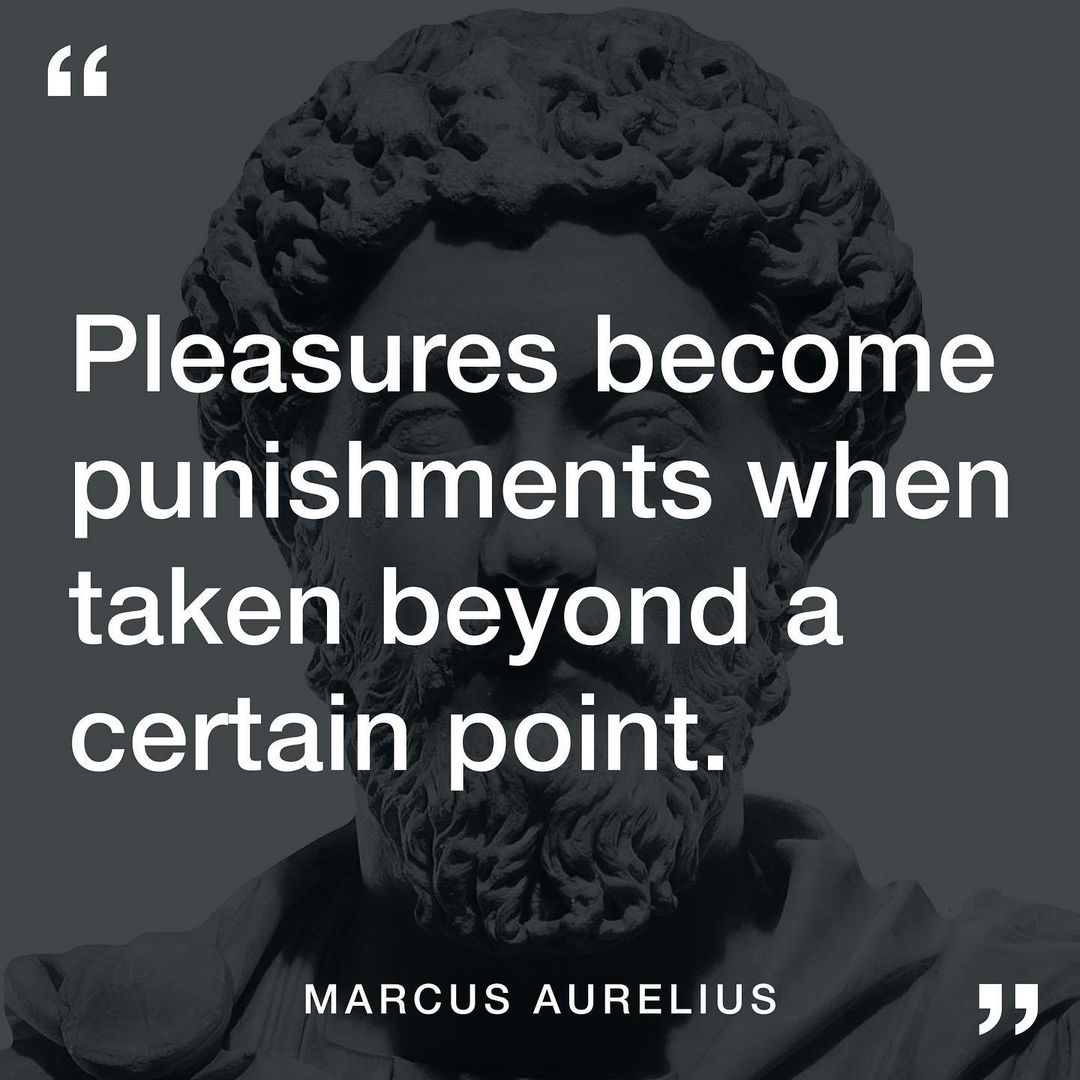 “
Pleasures become
punishments when
taken beyond a
certain point.
MARCUS AURELIUS
”